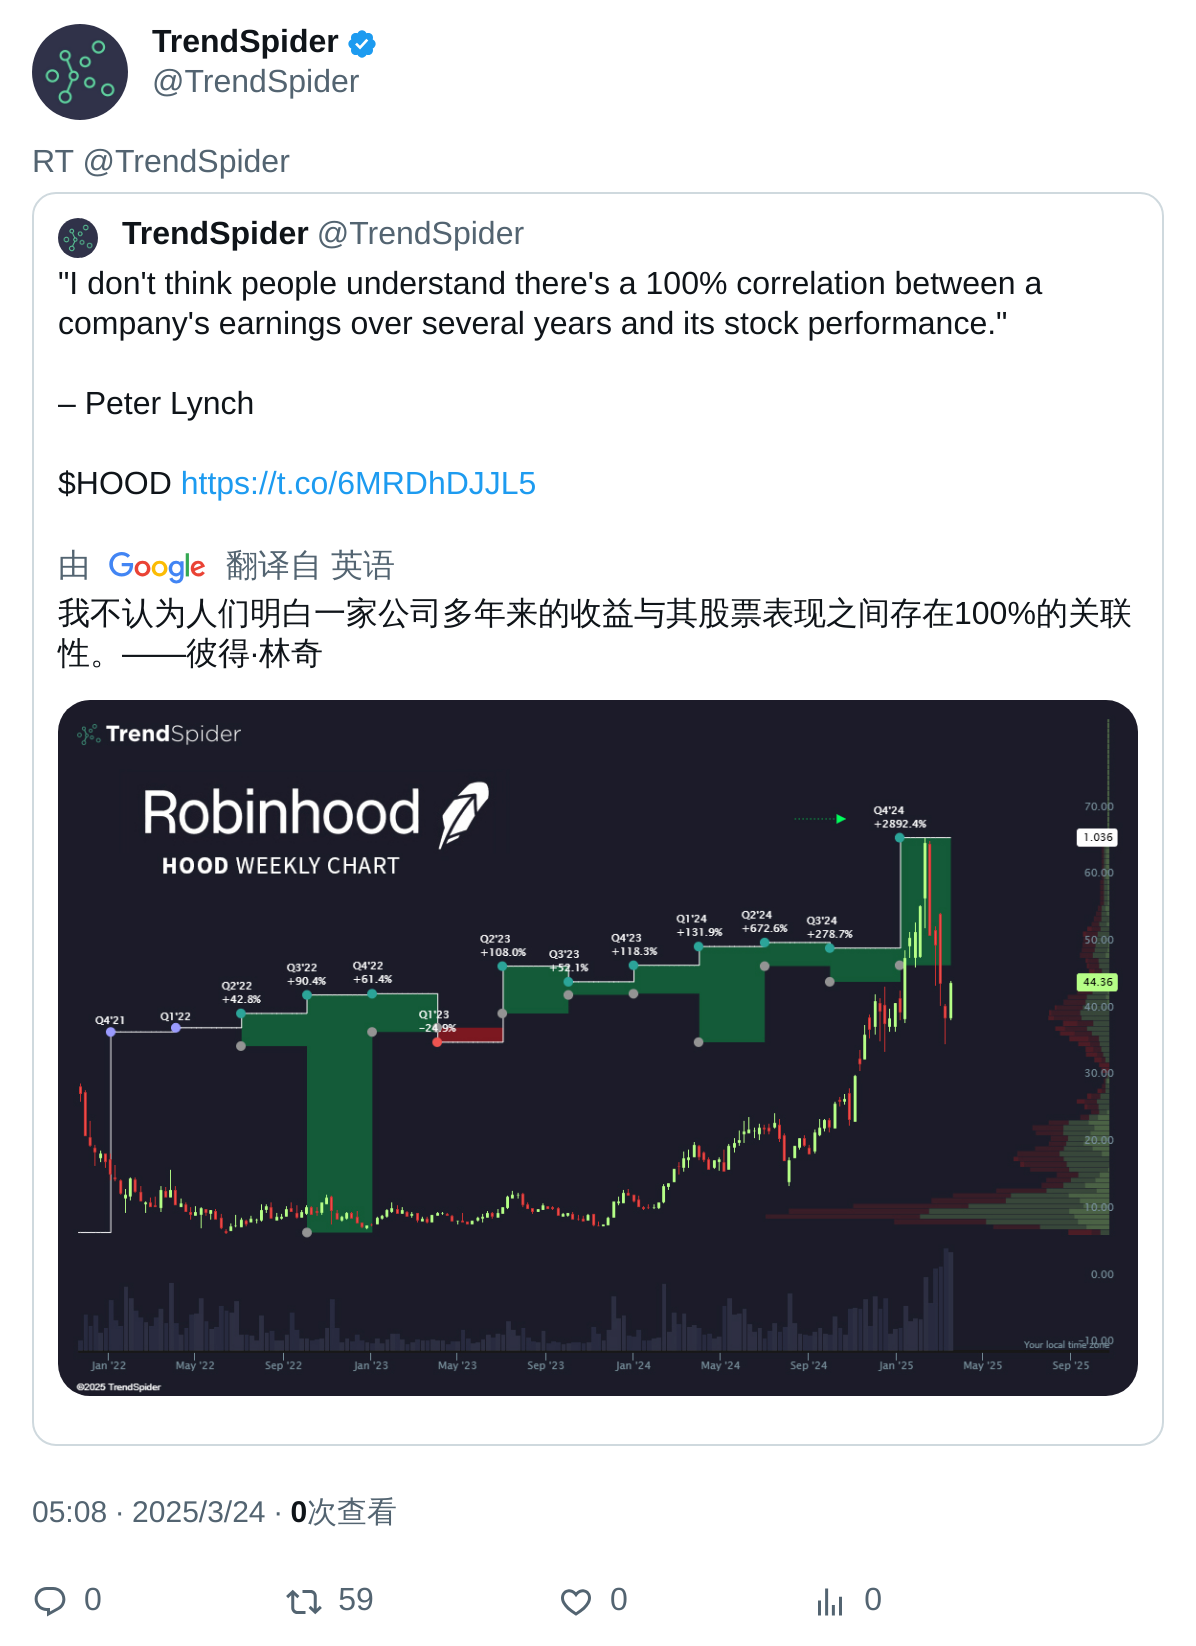 TrendSpider
@TrendSpider
RT @TrendSpider
TrendSpider @TrendSpider
"I don't think people understand there's a 100% correlation between a
company's earnings over several years and its stock performance."
– Peter Lynch
$HOOD https://t.co/6MRDhDJJL5
由 Google 翻译自 英语
我不认为人们明白一家公司多年来的收益与其股票表现之间存在100%的关联
性。——彼得·林奇
TrendSpider
Robinhood
HOOD WEEKLY CHART
Q4'24
+2892.4%
70.00
1.036
60.00
Q1'24
+131.9%
Q2'24
+672.6%
Q3'24
+278.7%
Q2'23
+108.0%
Q3'23
+52.1%
Q4'23
+118.3%
50.00
Q3'22
+90.4%
Q4'22
+61.4%
Q2'22
+42.8%
44.36
40.00
Q4'21
Q1'22
Q1'23
-24.9%
30.00
20.00
10.00
0.00
-10.00
Your local time zone
Jan '22
May '22
Sep '22
Jan '23
May '23
Sep '23
Jan '24
May '24
Sep '24
Jan '25
May '25
Sep '25
©2025 TrendSpider
05:08 · 2025/3/24 · 0次查看
0
59
0
0